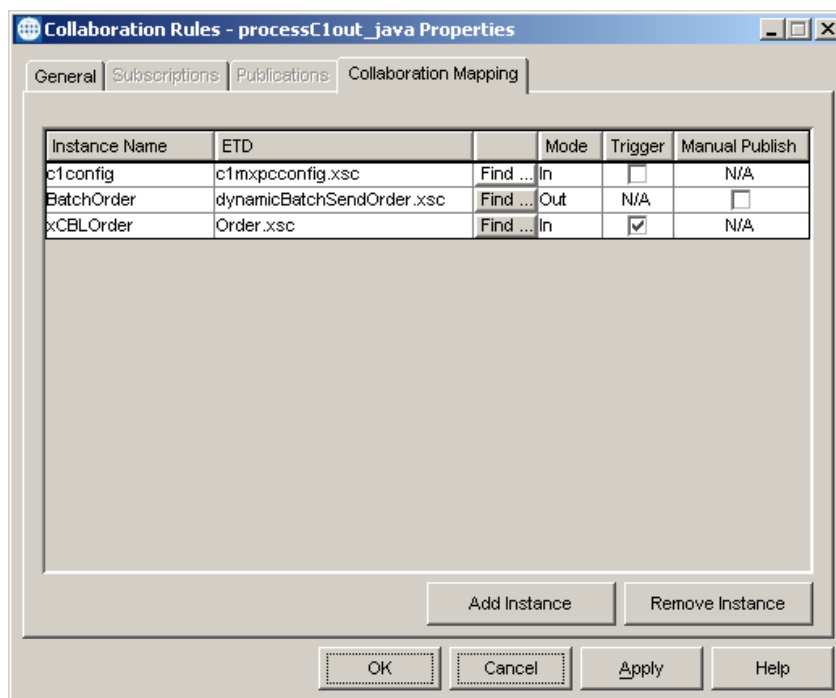 Collaboration Rules - processC1out_java Properties
General Subscriptions Publications Collaboration Mapping
Instance Name ETD Mode Trigger Manual Publish
c1config c1mxpcconfig.xsc Find ... In N/A
BatchOrder dynamicBatchSendOrder.xsc Find ... Out N/A
xCBLOrder Order.xsc Find ... In N/A
Add Instance Remove Instance
OK Cancel Apply Help